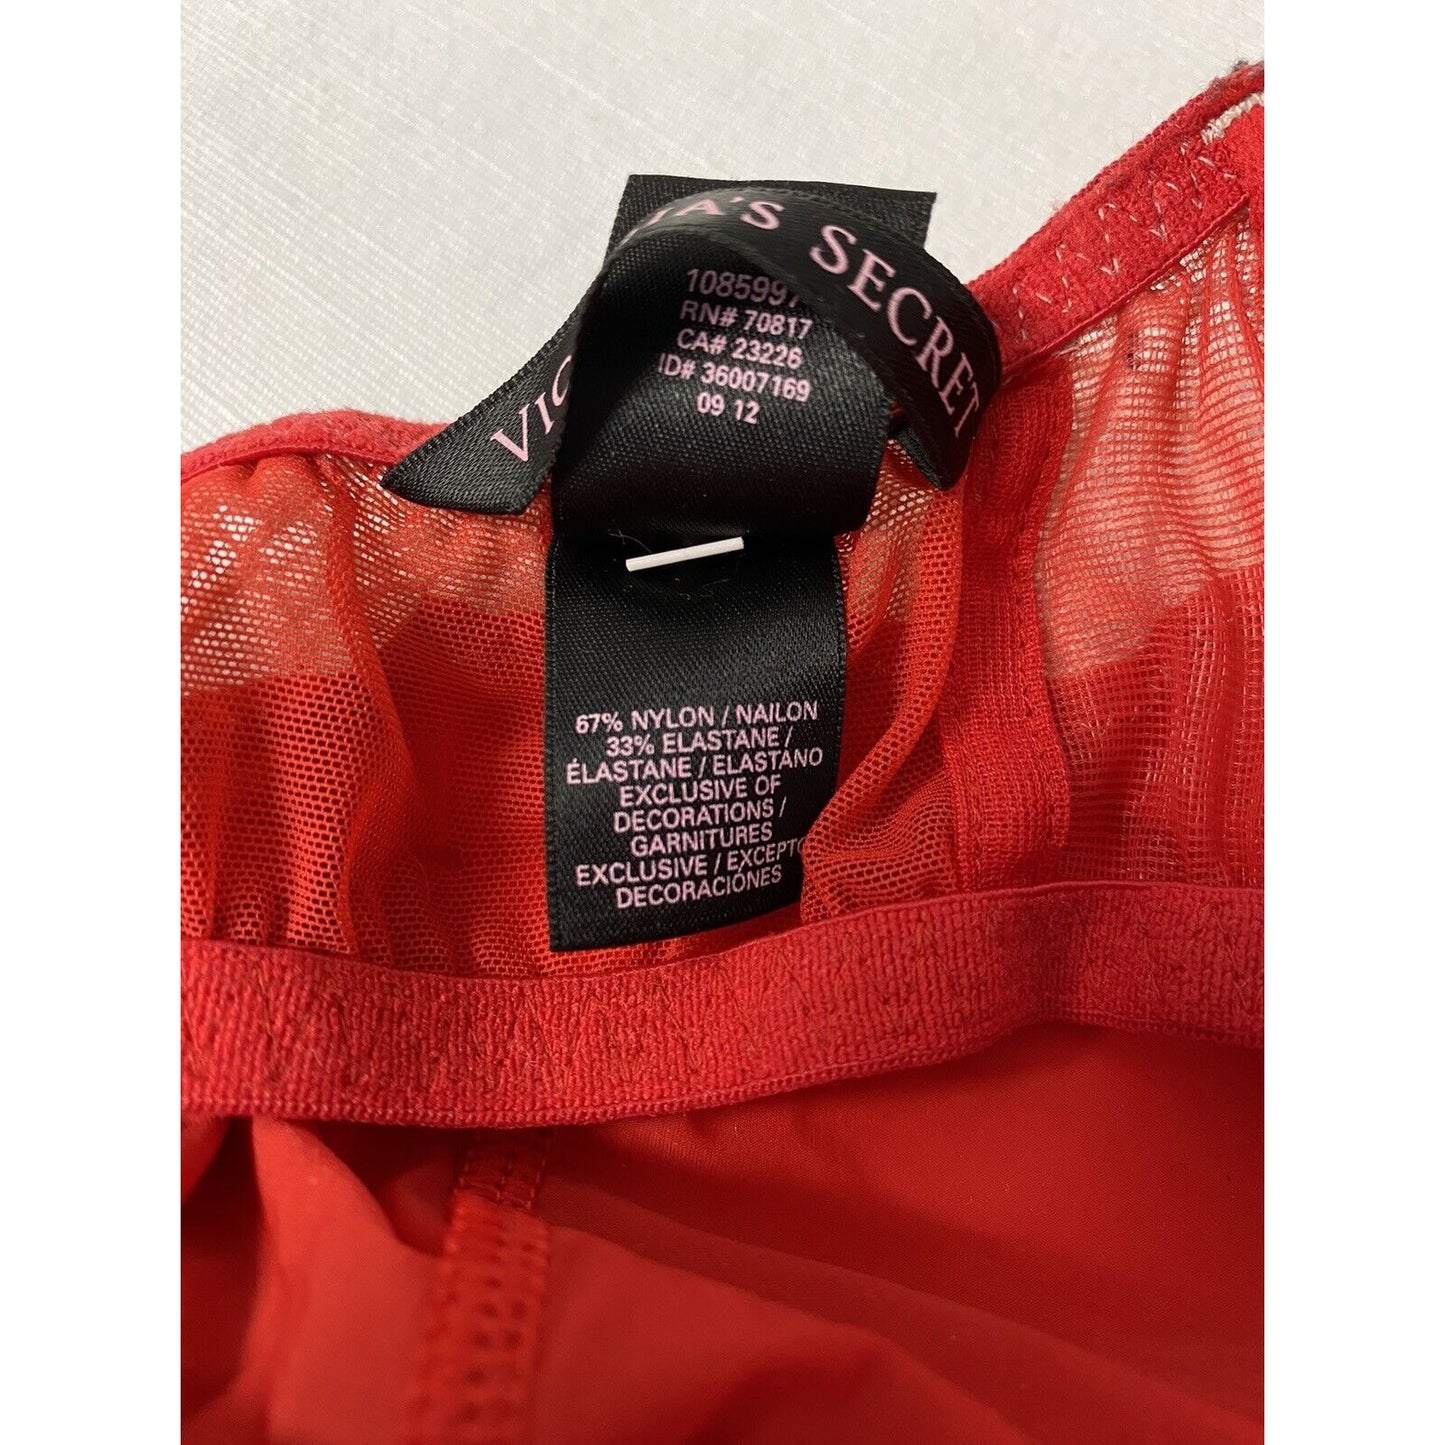 VIC
IA'S SECRET
108599
RN# 70817
CA# 23226
ID# 36007169
09 12
67% NYLON / NAILON
33% ELASTANE /
ÉLASTANE / ELASTANO
EXCLUSIVE OF
DECORATIONS /
GARNITURES
EXCLUSIVE / EXCEPTO
DECORACIONES